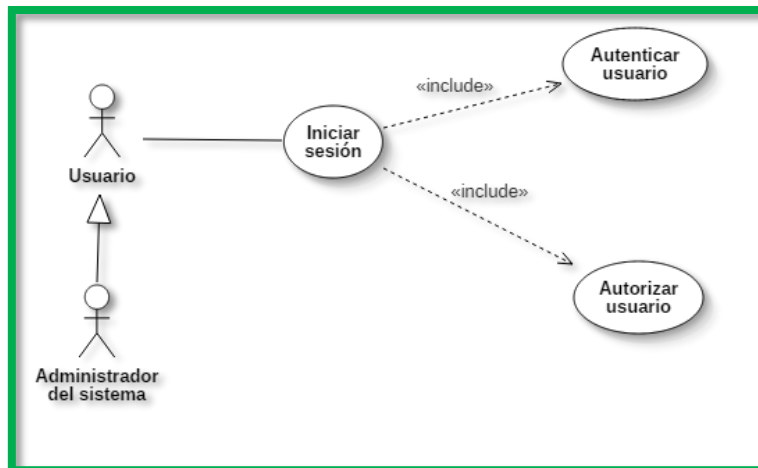 Autenticar
usuario
«include»
Iniciar
sesión
Usuario
«include»
Autorizar
usuario
Administrador
del sistema